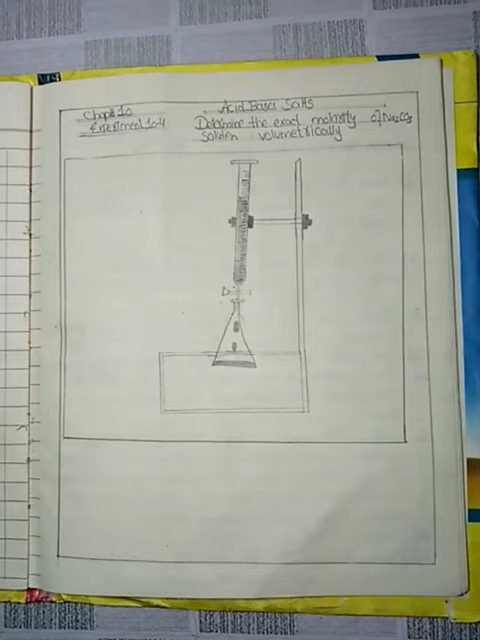 Chapter 10
Acid Bases Salts
Experiment 10.4
Determine the exact molarity of Na2CO3
solution volumetrically